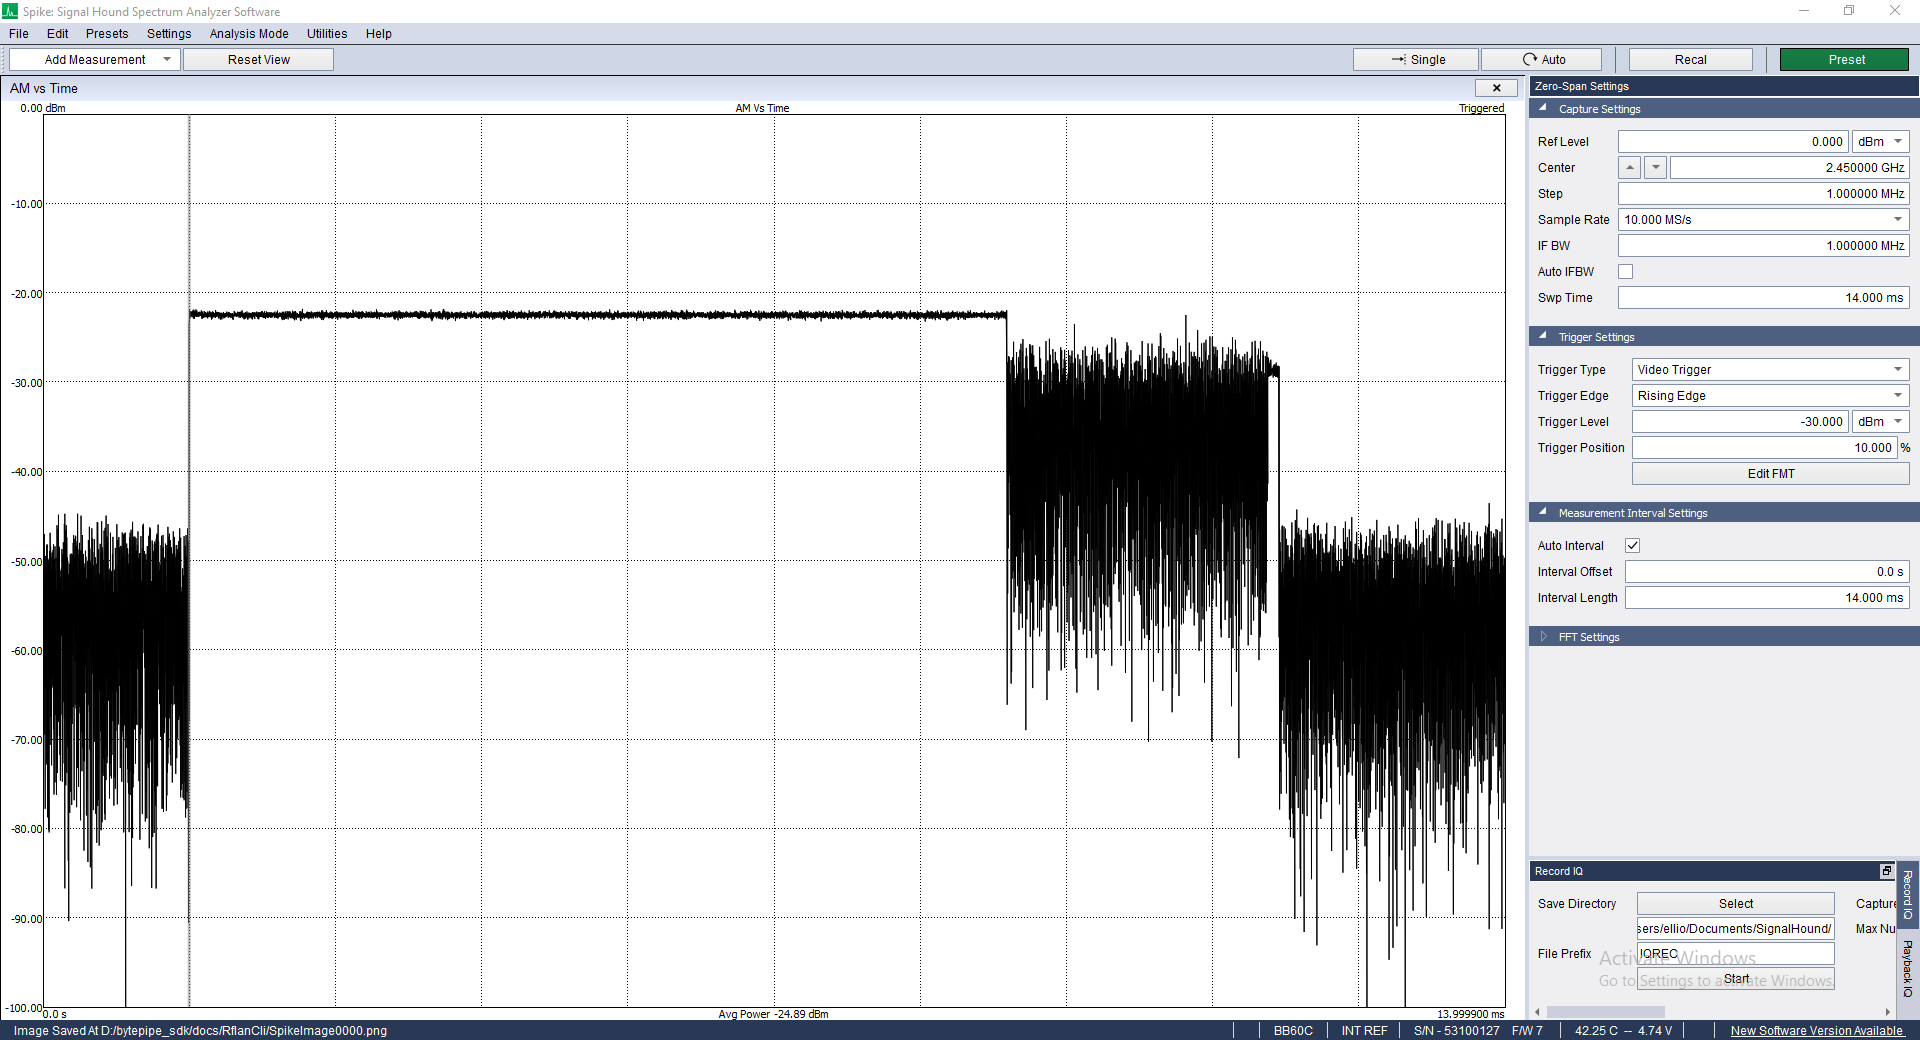 Spike: Signal Hound Spectrum Analyzer Software
File Edit Presets Settings Analysis Mode Utilities Help
Add Measurement Reset View Single Auto Recal Preset
AM vs Time
0.00 dBm AM Vs Time Triggered
-10.00
-20.00
-30.00
-40.00
-50.00
-60.00
-70.00
-80.00
-90.00
-100.00
0.0 s Avg Power -24.89 dBm 13.999900 ms
Zero-Span Settings
Capture Settings
Ref Level 0.000 dBm
Center 2.450000 GHz
Step 1.000000 MHz
Sample Rate 10.000 MS/s
IF BW 1.000000 MHz
Auto IFBW
Swp Time 14.000 ms
Trigger Settings
Trigger Type Video Trigger
Trigger Edge Rising Edge
Trigger Level -30.000 dBm
Trigger Position 10.000 %
Edit FMT
Measurement Interval Settings
Auto Interval
Interval Offset 0.0 s
Interval Length 14.000 ms
FFT Settings
Record IQ
Save Directory Select Capture
sers/ellio/Documents/SignalHound/ Max Nu
File Prefix IQREC
Start
Record IQ
Playback IQ
Activate Windows
Go to Settings to activate Windows.
Image Saved At D:/bytepipe_sdk/docs/RflanCli/SpikeImage0000.png BB60C INT REF S/N - 53100127 F/W 7 42.25 C -- 4.74 V New Software Version Available